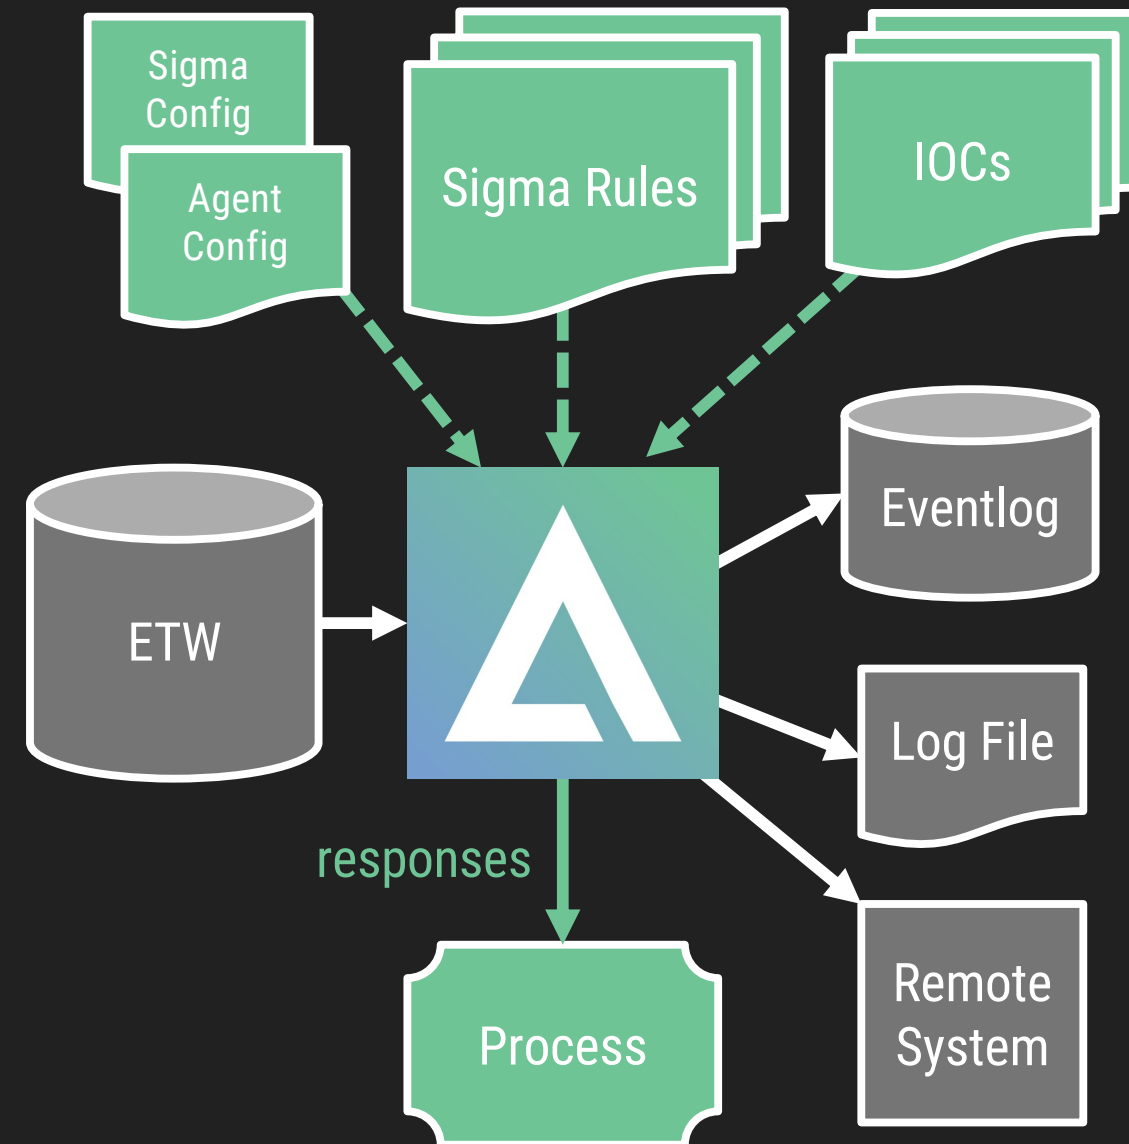 Sigma
Config
Agent
Config
Sigma Rules
IOCs
ETW
Eventlog
Log File
responses
Remote
System
Process